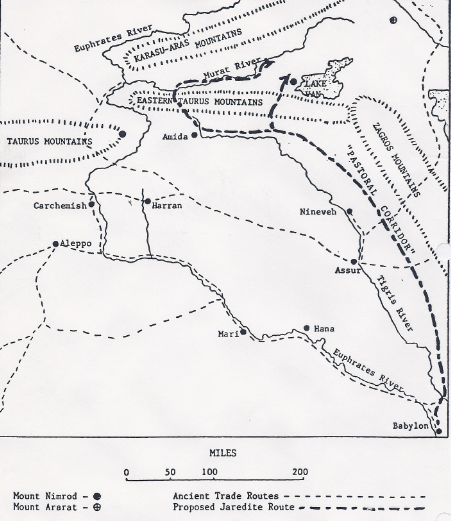 Euphrates River
KARASU-ARAS MOUNTAINS
Murat River
LAKE
VAN
EASTERN TAURUS MOUNTAINS
TAURUS MOUNTAINS
Amida
ZAGROS MOUNTAINS
"PASTORAL CORRIDOR"
Carchemish
Harran
Nineveh
Aleppo
Assur
Tigris River
Mari
Hana
Euphrates River
Babylon
MILES
0 50 100 200
Mount Nimrod -
Mount Ararat -
Ancient Trade Routes
Proposed Jaredite Route